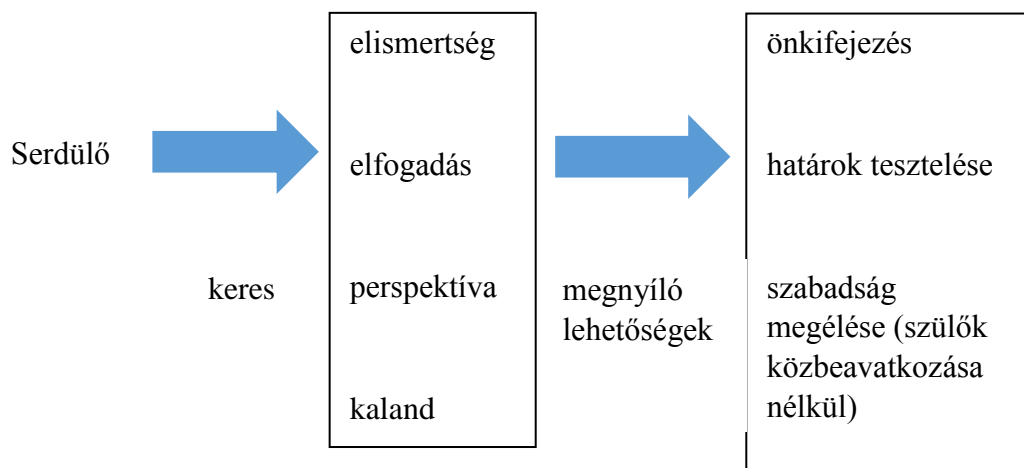 Serdülő
keres
elismertség
elfogadás
perspektíva
kaland
megnyíló
lehetőségek
önkifejezés
határok tesztelése
szabadság
megélése (szülők
közbeavatkozása
nélkül)